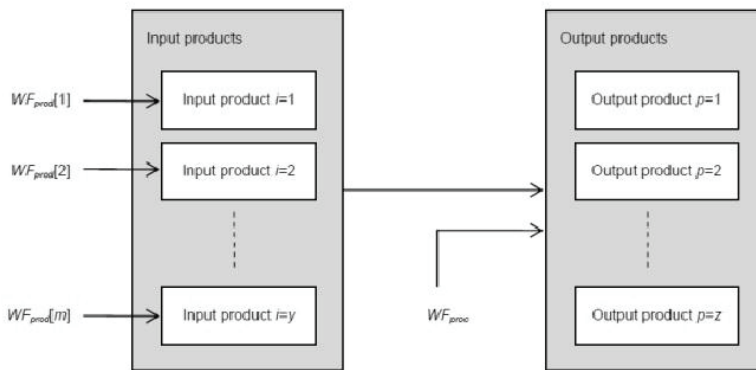 Input products
Output products
WFprod[1]
Input product i=1
Output product p=1
WFprod[2]
Input product i=2
Output product p=2
WFprod[m]
Input product i=y
WFproc
Output product p=z